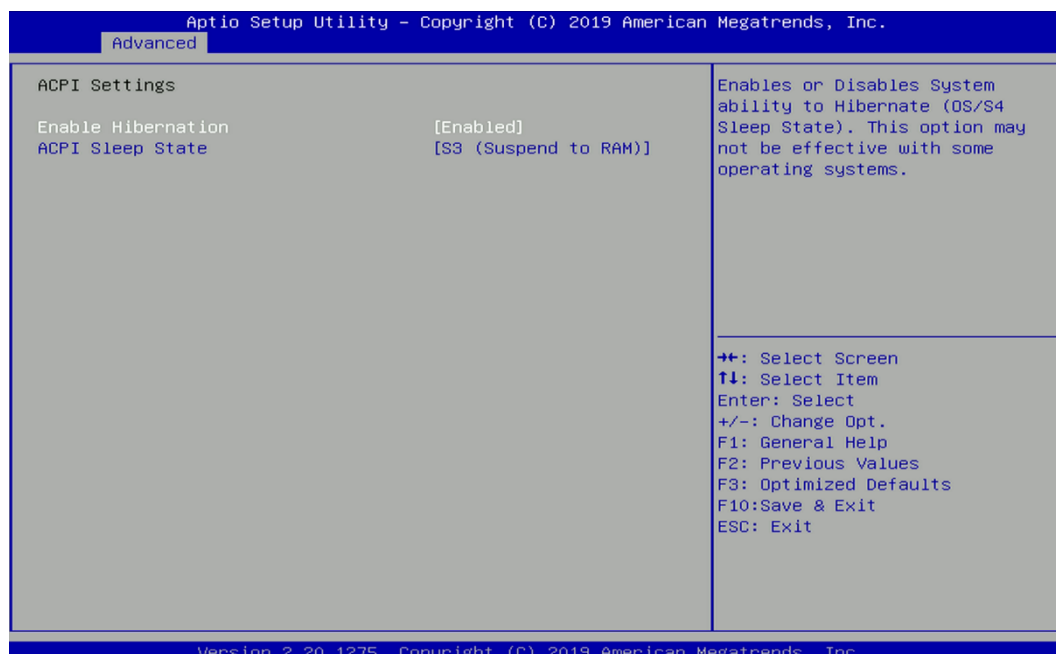 Aptio Setup Utility – Copyright (C) 2019 American Megatrends, Inc.
Advanced
ACPI Settings
Enable Hibernation [Enabled]
ACPI Sleep State [S3 (Suspend to RAM)]
Enables or Disables System
ability to Hibernate (OS/S4
Sleep State). This option may
not be effective with some
operating systems.
→←: Select Screen
↑↓: Select Item
Enter: Select
+/-: Change Opt.
F1: General Help
F2: Previous Values
F3: Optimized Defaults
F10:Save & Exit
ESC: Exit
Version 2.20.1275. Copyright (C) 2019 American Megatrends, Inc.